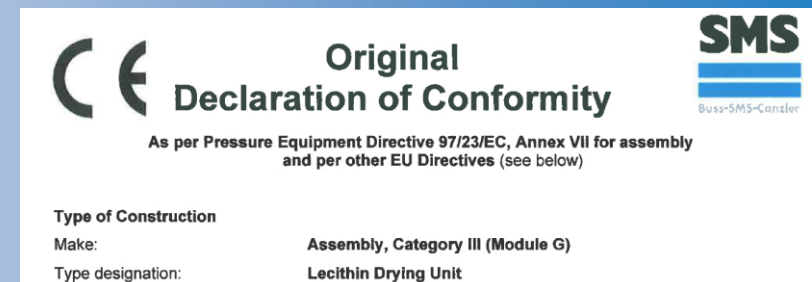 CE
Original
Declaration of Conformity
SMS
Buss-SMS-Canzler
As per Pressure Equipment Directive 97/23/EC, Annex VII for assembly
and per other EU Directives (see below)
Type of Construction
Make: Assembly, Category III (Module G)
Type designation: Lecithin Drying Unit